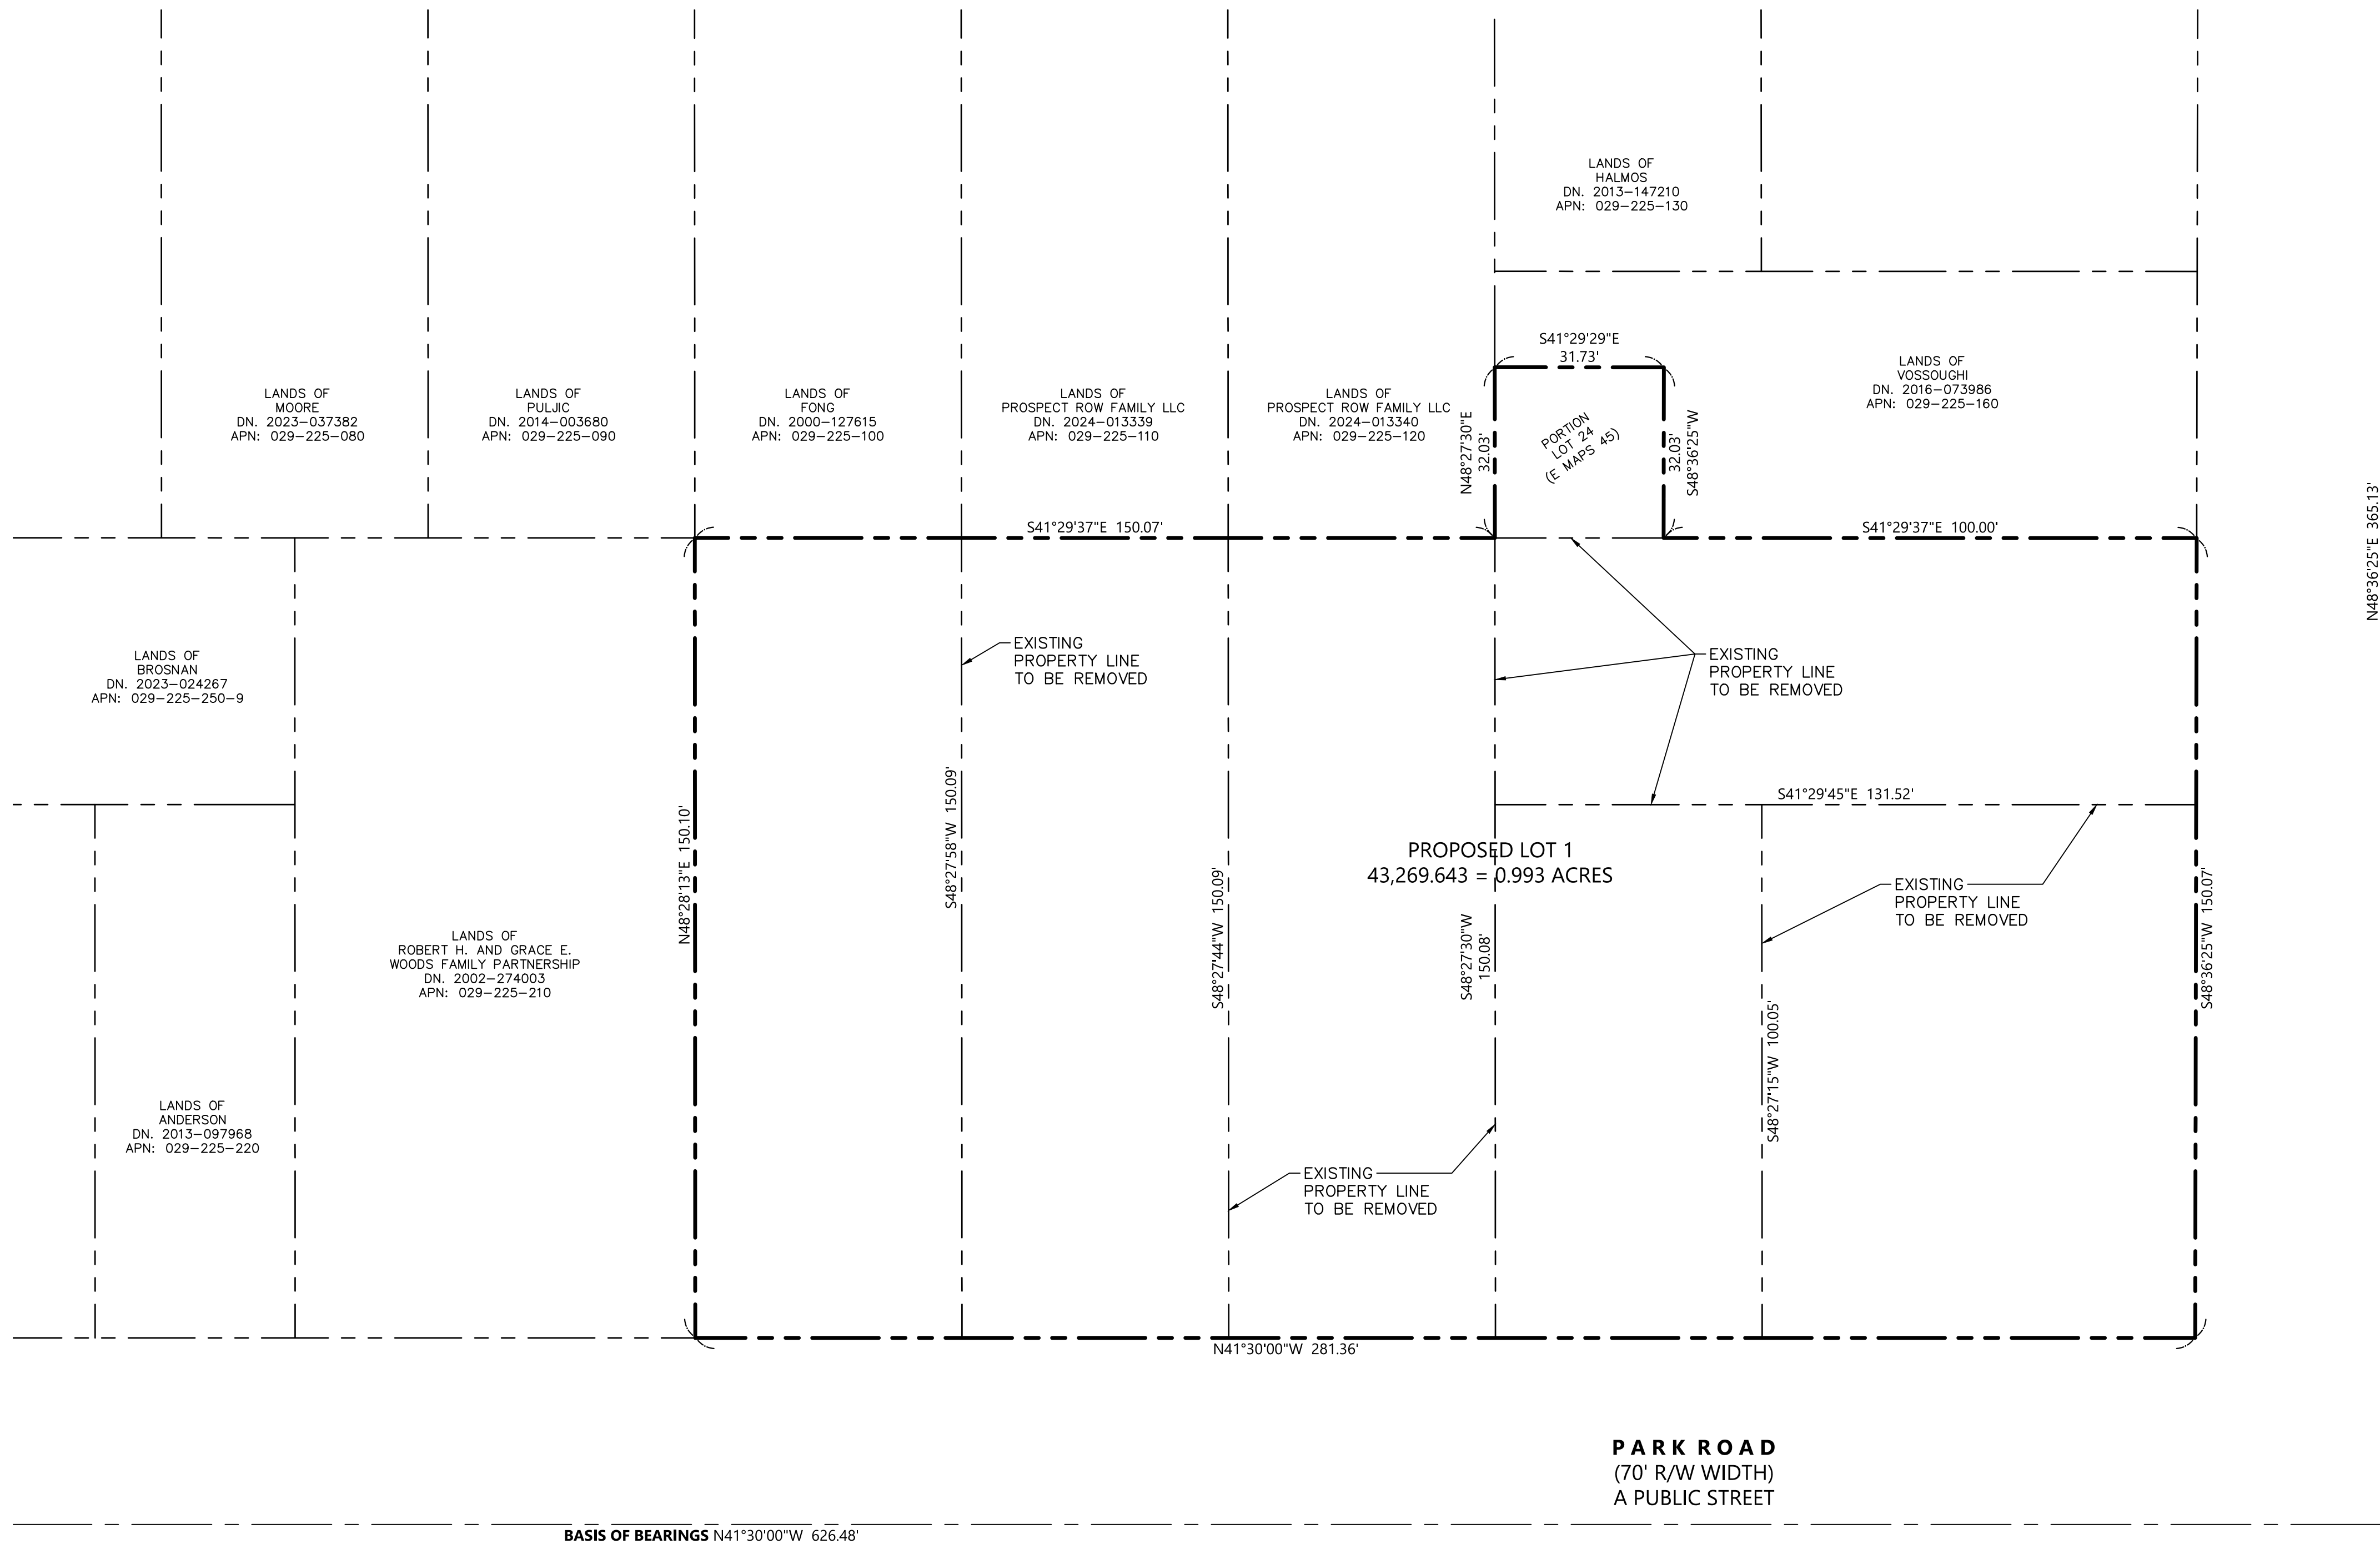 LANDS OF
HALMOS
DN. 2013-147210
APN: 029-225-130
S41°29'29"E
31.73'
LANDS OF
VOSSOUGHI
DN. 2016-073986
APN: 029-225-160
LANDS OF
MOORE
DN. 2023-037382
APN: 029-225-080
LANDS OF
PULJIC
DN. 2014-003680
APN: 029-225-090
LANDS OF
FONG
DN. 2000-127615
APN: 029-225-100
LANDS OF
PROSPECT ROW FAMILY LLC
DN. 2024-013339
APN: 029-225-110
LANDS OF
PROSPECT ROW FAMILY LLC
DN. 2024-013340
APN: 029-225-120
N48°27'30"E
32.03'
PORTION
LOT 24
(E MAPS 45)
32.03'
S48°36'25"W
N48°36'25"E 365.13'
S41°29'37"E 150.07'
S41°29'37"E 100.00'
EXISTING
PROPERTY LINE
TO BE REMOVED
EXISTING
PROPERTY LINE
TO BE REMOVED
LANDS OF
BROSNAN
DN. 2023-024267
APN: 029-225-250-9
S41°29'45"E 131.52'
N48°28'13"E 150.10'
S48°27'58"W 150.09'
S48°27'44"W 150.09'
PROPOSED LOT 1
43,269.643 = 0.993 ACRES
S48°27'30"W
150.08'
EXISTING
PROPERTY LINE
TO BE REMOVED
S48°36'25"W 150.07'
LANDS OF
ROBERT H. AND GRACE E.
WOODS FAMILY PARTNERSHIP
DN. 2002-274003
APN: 029-225-210
S48°27'15"W 100.05'
LANDS OF
ANDERSON
DN. 2013-097968
APN: 029-225-220
EXISTING
PROPERTY LINE
TO BE REMOVED
N41°30'00"W 281.36'
PARK ROAD
(70' R/W WIDTH)
A PUBLIC STREET
BASIS OF BEARINGS N41°30'00"W 626.48'